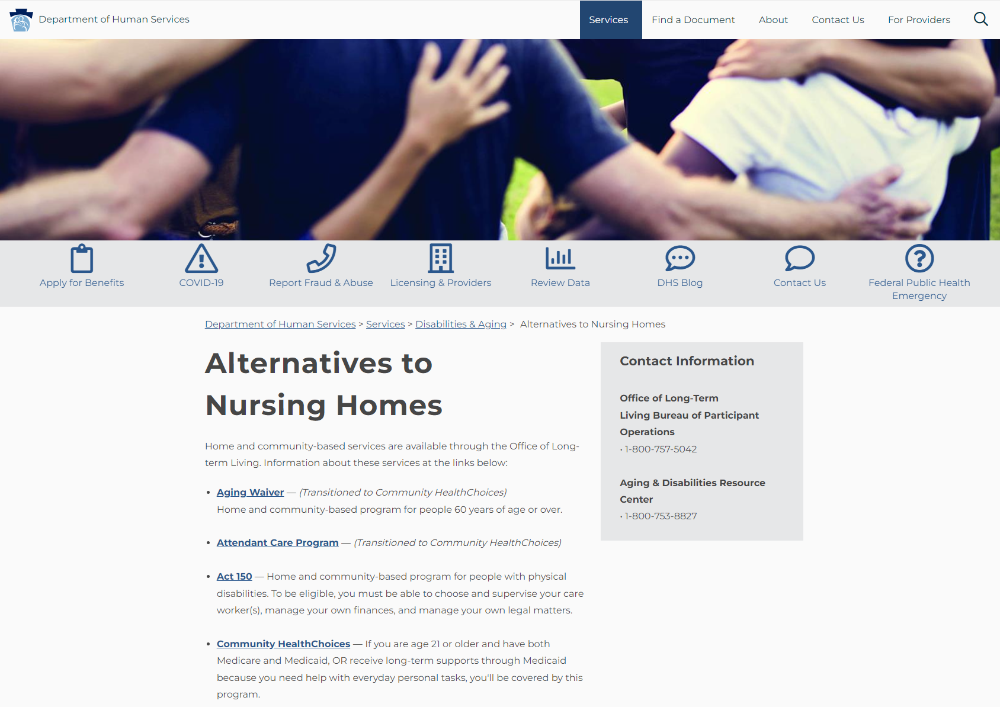 Department of Human Services
Services
Find a Document
About
Contact Us
For Providers
Apply for Benefits
COVID-19
Report Fraud & Abuse
Licensing & Providers
Review Data
DHS Blog
Contact Us
Federal Public Health
Emergency
Department of Human Services > Services > Disabilities & Aging > Alternatives to Nursing Homes
Alternatives to
Nursing Homes
Home and community-based services are available through the Office of Long-
term Living. Information about these services at the links below:
• Aging Waiver — (Transitioned to Community HealthChoices)
Home and community-based program for people 60 years of age or over.
• Attendant Care Program — (Transitioned to Community HealthChoices)
• Act 150 — Home and community-based program for people with physical
disabilities. To be eligible, you must be able to choose and supervise your care
worker(s), manage your own finances, and manage your own legal matters.
• Community HealthChoices — If you are age 21 or older and have both
Medicare and Medicaid, OR receive long-term supports through Medicaid
because you need help with everyday personal tasks, you'll be covered by this
program.
Contact Information
Office of Long-Term
Living Bureau of Participant
Operations
• 1-800-757-5042
Aging & Disabilities Resource
Center
• 1-800-753-8827